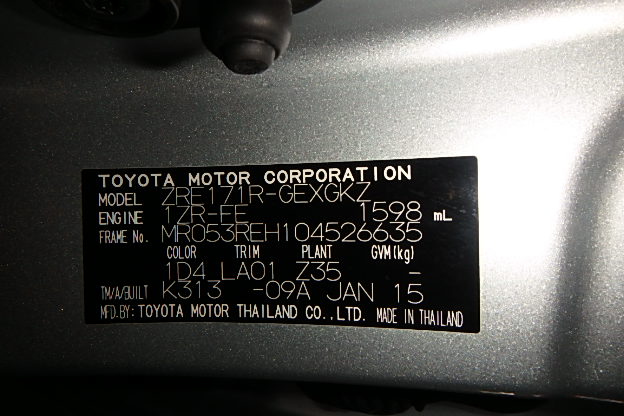 TOYOTA MOTOR CORPORATION
MODEL ZRE171R-GEXGKZ
ENGINE 1ZR-FE 1598 mL
FRAME No. MR053REH104526635
COLOR TRIM PLANT GVM(kg)
1D4 LA01 Z35 -
TM/A/BUILT K313 -09A JAN 15
MFD.BY: TOYOTA MOTOR THAILAND CO.,LTD. MADE IN THAILAND